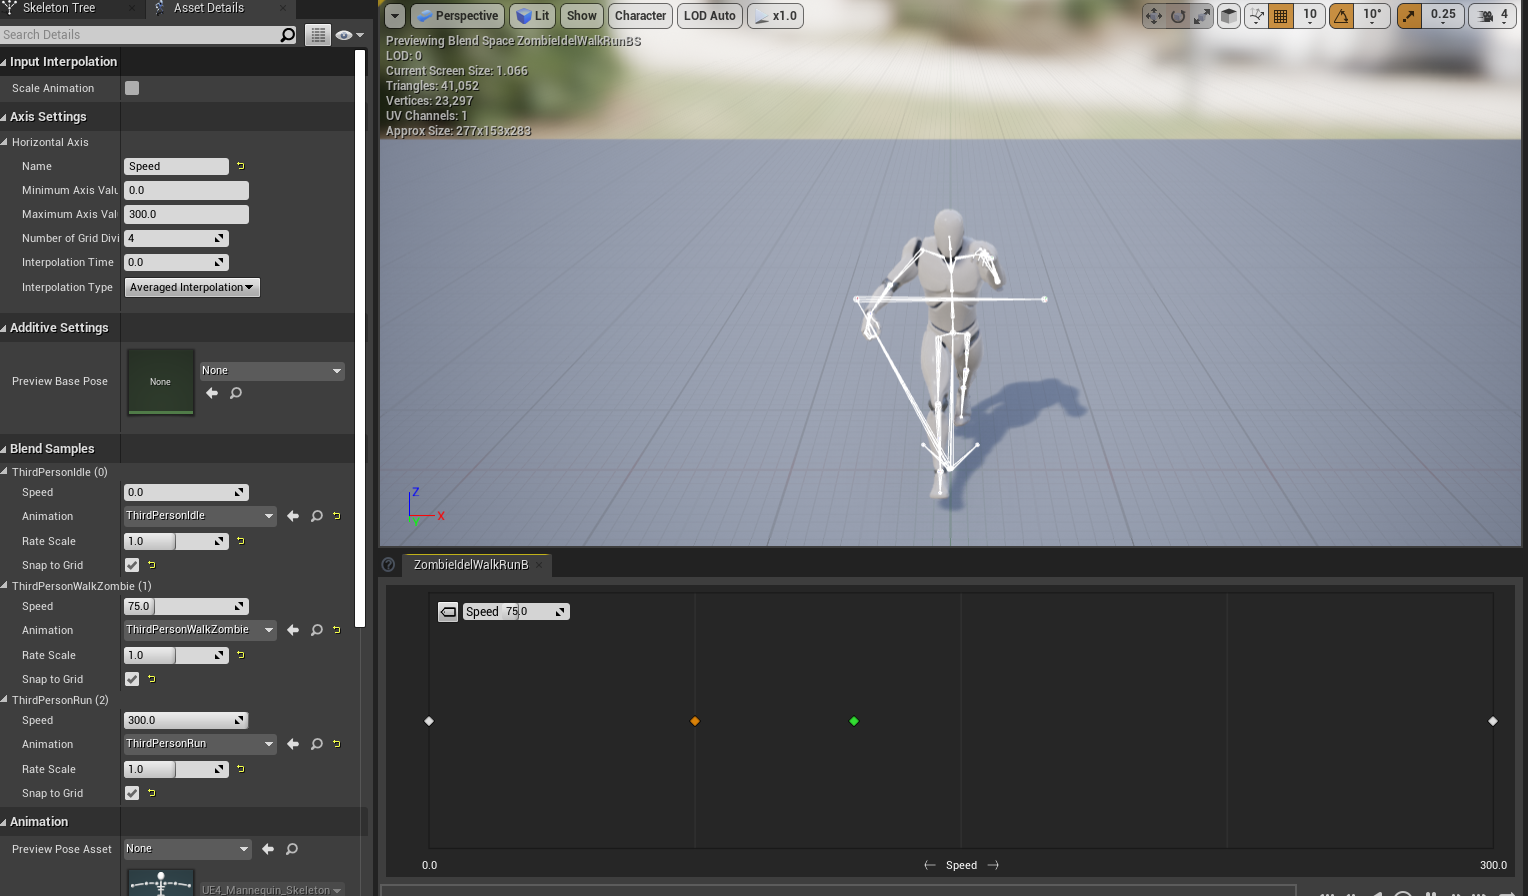 Skeleton Tree
Asset Details
Search Details
Input Interpolation
Scale Animation
Axis Settings
Horizontal Axis
Name Speed
Minimum Axis Valu 0.0
Maximum Axis Val 300.0
Number of Grid Divi 4
Interpolation Time 0.0
Interpolation Type Averaged Interpolation
Additive Settings
Preview Base Pose None None
Blend Samples
ThirdPersonIdle (0)
Speed 0.0
Animation ThirdPersonIdle
Rate Scale 1.0
Snap to Grid
ThirdPersonWalkZombie (1)
Speed 75.0
Animation ThirdPersonWalkZombie
Rate Scale 1.0
Snap to Grid
ThirdPersonRun (2)
Speed 300.0
Animation ThirdPersonRun
Rate Scale 1.0
Snap to Grid
Animation
Preview Pose Asset None
UE4_Mannequin_Skeleton
Perspective Lit Show Character LOD Auto x1.0
10 10° 0.25 4
Previewing Blend Space ZombieIdelWalkRunBS
LOD: 0
Current Screen Size: 1.066
Triangles: 41,052
Vertices: 23,297
UV Channels: 1
Approx Size: 277x153x283
Z
X
Y
ZombieIdelWalkRunB
Speed 75.0
0.0 Speed 300.0